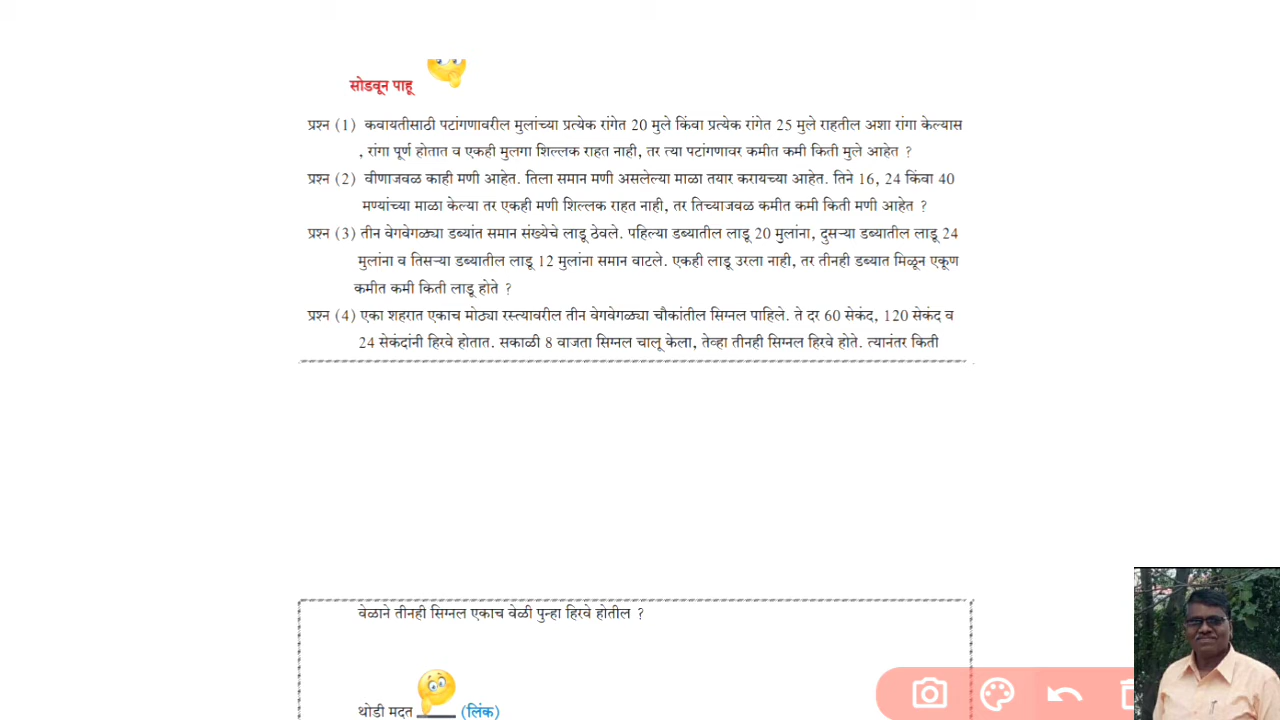 सोडवून पाहू
प्रश्न (1) कवायतीसाठी पटांगणावरील मुलांच्या प्रत्येक रांगेत 20 मुले किंवा प्रत्येक रांगेत 25 मुले राहतील अशा रांगा केल्यास
, रांगा पूर्ण होतात व एकही मुलगा शिल्लक राहत नाही, तर त्या पटांगणावर कमीत कमी किती मुले आहेत ?
प्रश्न (2) वीणाजवळ काही मणी आहेत. तिला समान मणी असलेल्या माळा तयार करायच्या आहेत. तिने 16, 24 किंवा 40
मण्यांच्या माळा केल्या तर एकही मणी शिल्लक राहत नाही, तर तिच्याजवळ कमीत कमी किती मणी आहेत ?
प्रश्न (3) तीन वेगवेगळ्या डब्यांत समान संख्येचे लाडू ठेवले. पहिल्या डब्यातील लाडू 20 मुलांना, दुसऱ्या डब्यातील लाडू 24
मुलांना व तिसऱ्या डब्यातील लाडू 12 मुलांना समान वाटले. एकही लाडू उरला नाही, तर तीनही डब्यात मिळून एकूण
कमीत कमी किती लाडू होते ?
प्रश्न (4) एका शहरात एकाच मोठ्या रस्त्यावरील तीन वेगवेगळ्या चौकांतील सिग्नल पाहिले. ते दर 60 सेकंद, 120 सेकंद व
24 सेकंदांनी हिरवे होतात. सकाळी 8 वाजता सिग्नल चालू केला, तेव्हा तीनही सिग्नल हिरवे होते. त्यानंतर किती
वेळाने तीनही सिग्नल एकाच वेळी पुन्हा हिरवे होतील ?
थोडी मदत (लिंक)